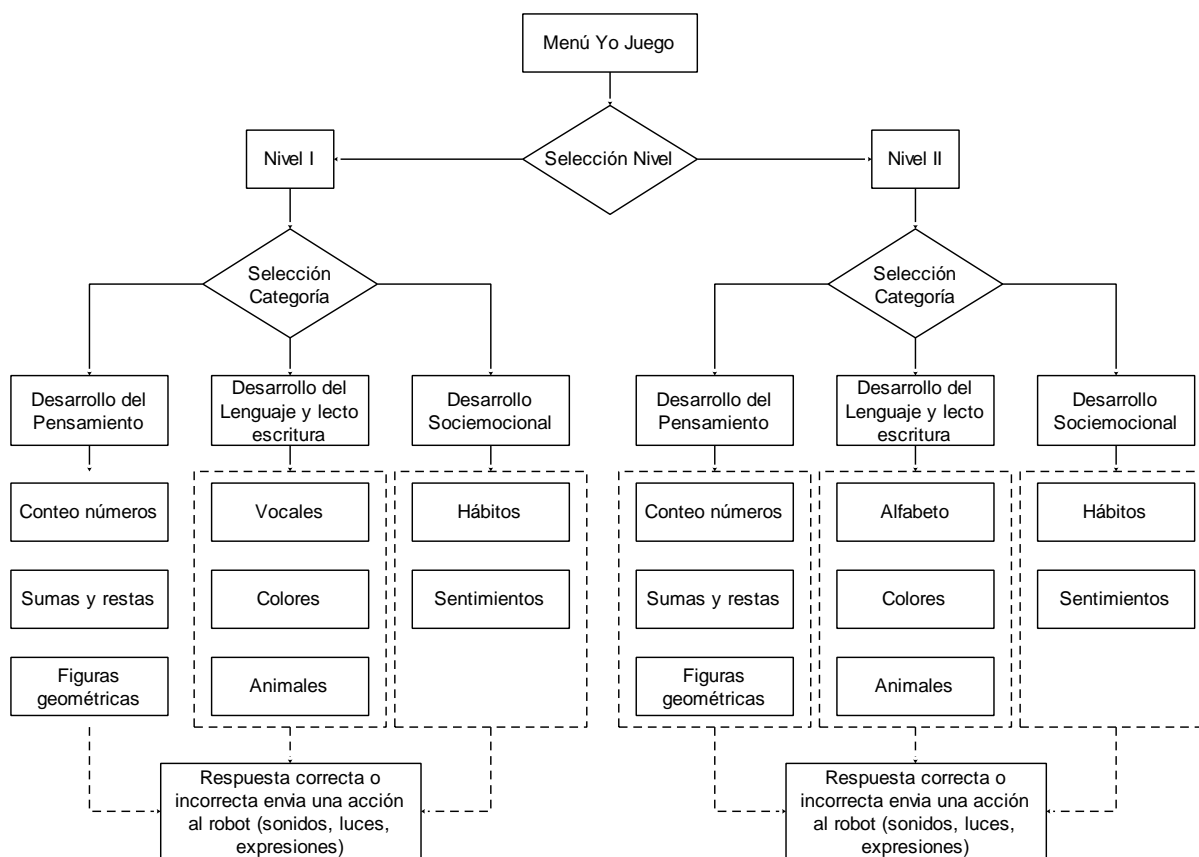 Menú Yo Juego
Nivel I
Selección Nivel
Nivel II
Selección
Categoría
Selección
Categoría
Desarrollo del
Pensamiento
Desarrollo del
Lenguaje y lecto
escritura
Desarrollo
Sociemocional
Desarrollo del
Pensamiento
Desarrollo del
Lenguaje y lecto
escritura
Desarrollo
Sociemocional
Conteo números
Vocales
Hábitos
Conteo números
Alfabeto
Hábitos
Sumas y restas
Colores
Sentimientos
Sumas y restas
Colores
Sentimientos
Figuras
geométricas
Animales
Figuras
geométricas
Animales
Respuesta correcta o
incorrecta envia una acción
al robot (sonidos, luces,
expresiones)
Respuesta correcta o
incorrecta envia una acción
al robot (sonidos, luces,
expresiones)